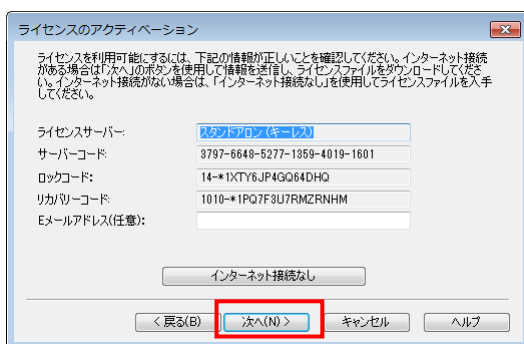 ライセンスのアクティベーション
ライセンスを利用可能にするには、下記の情報が正しいことを確認してください。インターネット接続
がある場合は「次へ」のボタンを使用して情報を送信し、ライセンスファイルをダウンロードしてくださ
い。インターネット接続がない場合は、「インターネット接続なし」を使用してライセンスファイルを入手
してください。
ライセンスサーバー: スタンドアロン (キーレス)
サーバーコード: 3797-6648-5277-1359-4019-1601
ロックコード: 14-*1XTY6JP4GQ64DHQ
リカバリーコード: 1010-*1PQ7F3U7RMZRNHM
Eメールアドレス(任意):
インターネット接続なし
< 戻る(B) 次へ(N) > キャンセル ヘルプ